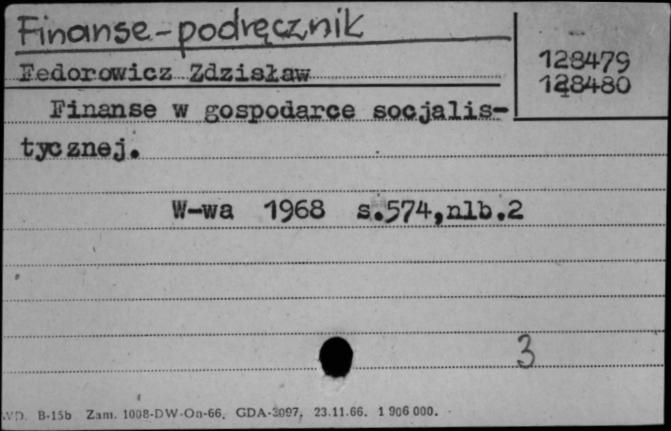 Finanse-podręcznik
128479
Fedorowicz Zdzisław
128480
Finanse w gospodarce socjalis-
tycznej.
W-wa 1968 s.574,nlb.2
3
WD. B-15b Zam. 1008-DW-On-66. GDA-3097. 23.11.66. 1 906 000.